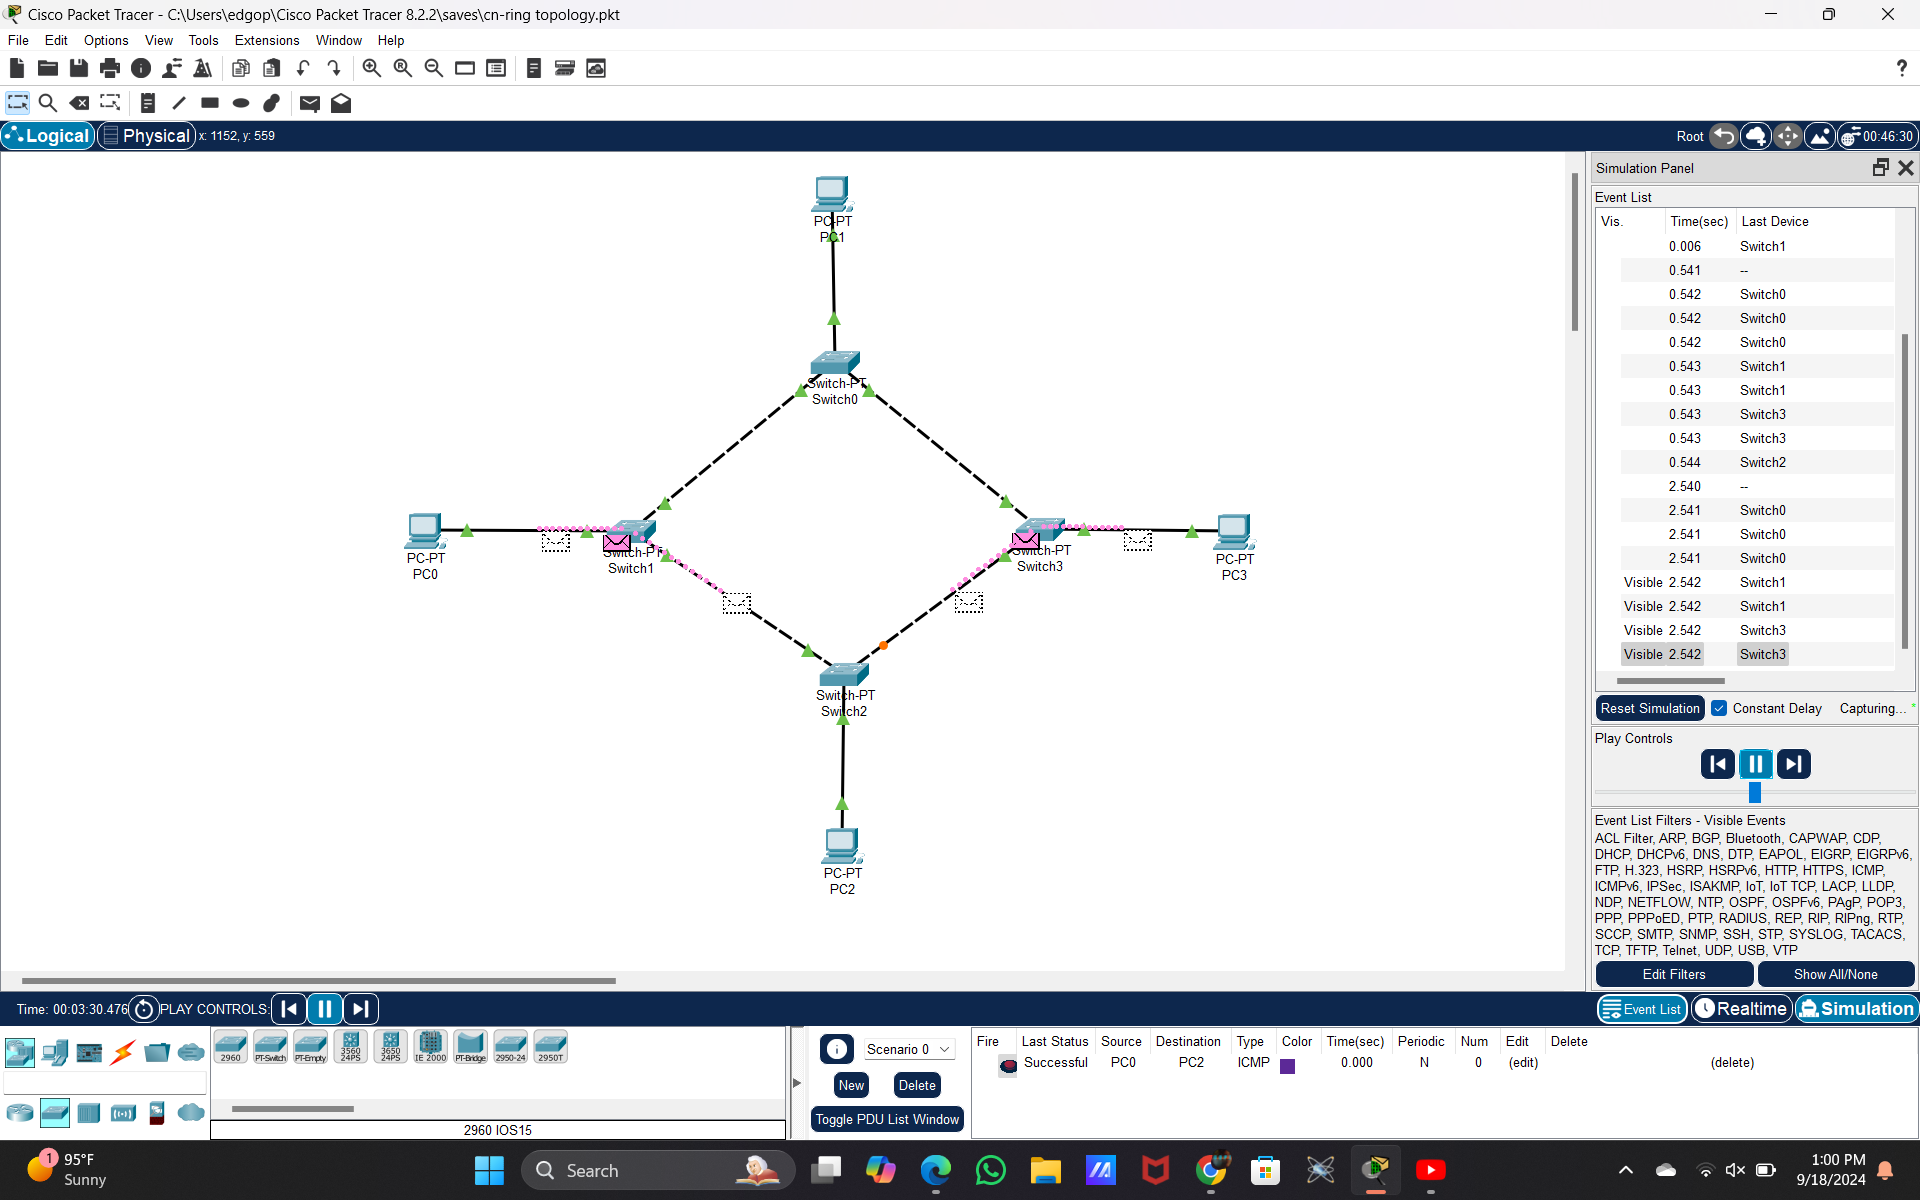 Cisco Packet Tracer - C:\Users\edgop\Cisco Packet Tracer 8.2.2\saves\cn-ring topology.pkt
File Edit Options View Tools Extensions Window Help
?
Logical Physical x: 1152, y: 559
Root 00:46:30
PC-PT
PC1
Switch-PT
Switch0
PC-PT
PC0
Switch-PT
Switch1
Switch-PT
Switch3
PC-PT
PC3
Switch-PT
Switch2
PC-PT
PC2
Simulation Panel
Event List
Vis. Time(sec) Last Device
0.006 Switch1
0.541 --
0.542 Switch0
0.542 Switch0
0.542 Switch0
0.543 Switch1
0.543 Switch1
0.543 Switch3
0.543 Switch3
0.544 Switch2
2.540 --
2.541 Switch0
2.541 Switch0
2.541 Switch0
Visible 2.542 Switch1
Visible 2.542 Switch1
Visible 2.542 Switch3
Visible 2.542 Switch3
Reset Simulation Constant Delay Capturing...
Play Controls
Event List Filters - Visible Events
ACL Filter, ARP, BGP, Bluetooth, CAPWAP, CDP,
DHCP, DHCPv6, DNS, DTP, EAPOL, EIGRP, EIGRPv6,
FTP, H.323, HSRP, HSRPv6, HTTP, HTTPS, ICMP,
ICMPv6, IPSec, ISAKMP, IoT, IoT TCP, LACP, LLDP,
NDP, NETFLOW, NTP, OSPF, OSPFv6, PAgP, POP3,
PPP, PPPoED, PTP, RADIUS, REP, RIP, RIPng, RTP,
SCCP, SMTP, SNMP, SSH, STP, SYSLOG, TACACS,
TCP, TFTP, Telnet, UDP, USB, VTP
Edit Filters Show All/None
Time: 00:03:30.476 PLAY CONTROLS:
Event List Realtime Simulation
2960 PT-Switch PT-Empty 3560 24PS 3650 24PS IE 2000 PT-Bridge 2950-24 2950T
2960 IOS15
Scenario 0
New Delete
Toggle PDU List Window
Fire Last Status Source Destination Type Color Time(sec) Periodic Num Edit Delete
Successful PC0 PC2 ICMP 0.000 N 0 (edit) (delete)
1
95°F
Sunny
Search
1:00 PM
9/18/2024